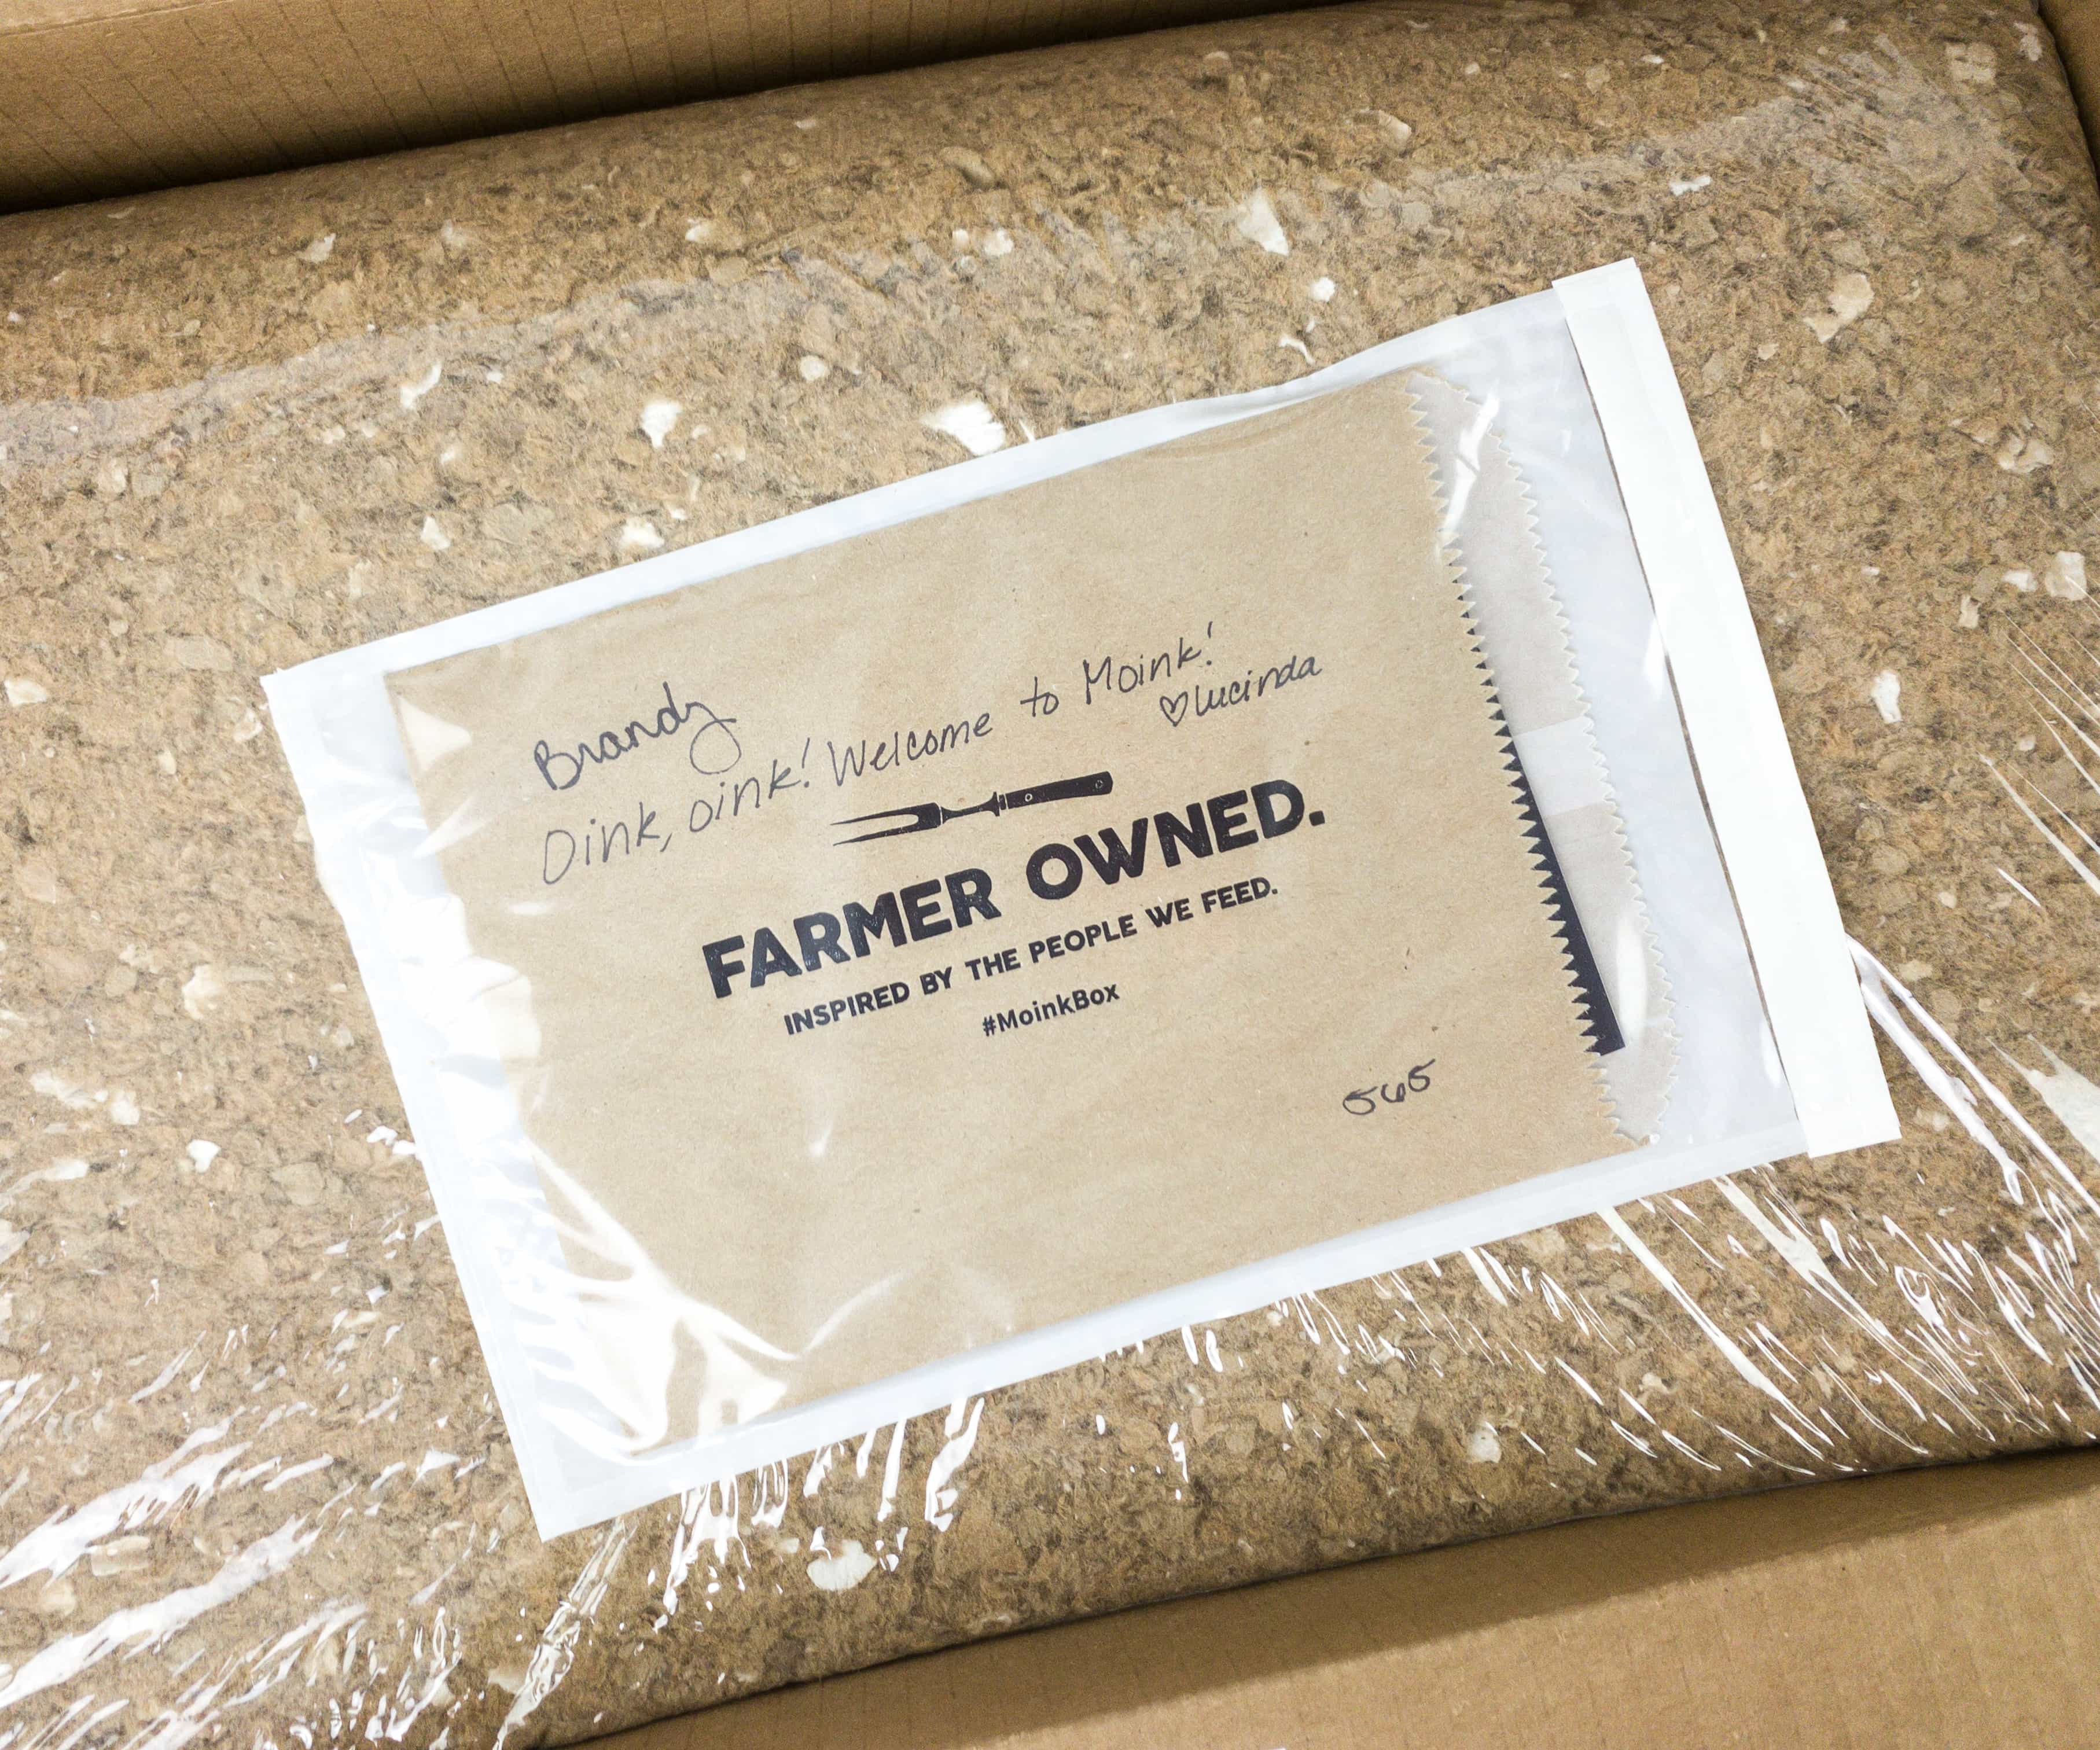 Brandy
Oink, oink! Welcome to Moink!
♡lucinda
FARMER OWNED.
INSPIRED BY THE PEOPLE WE FEED.
#MoinkBox
565